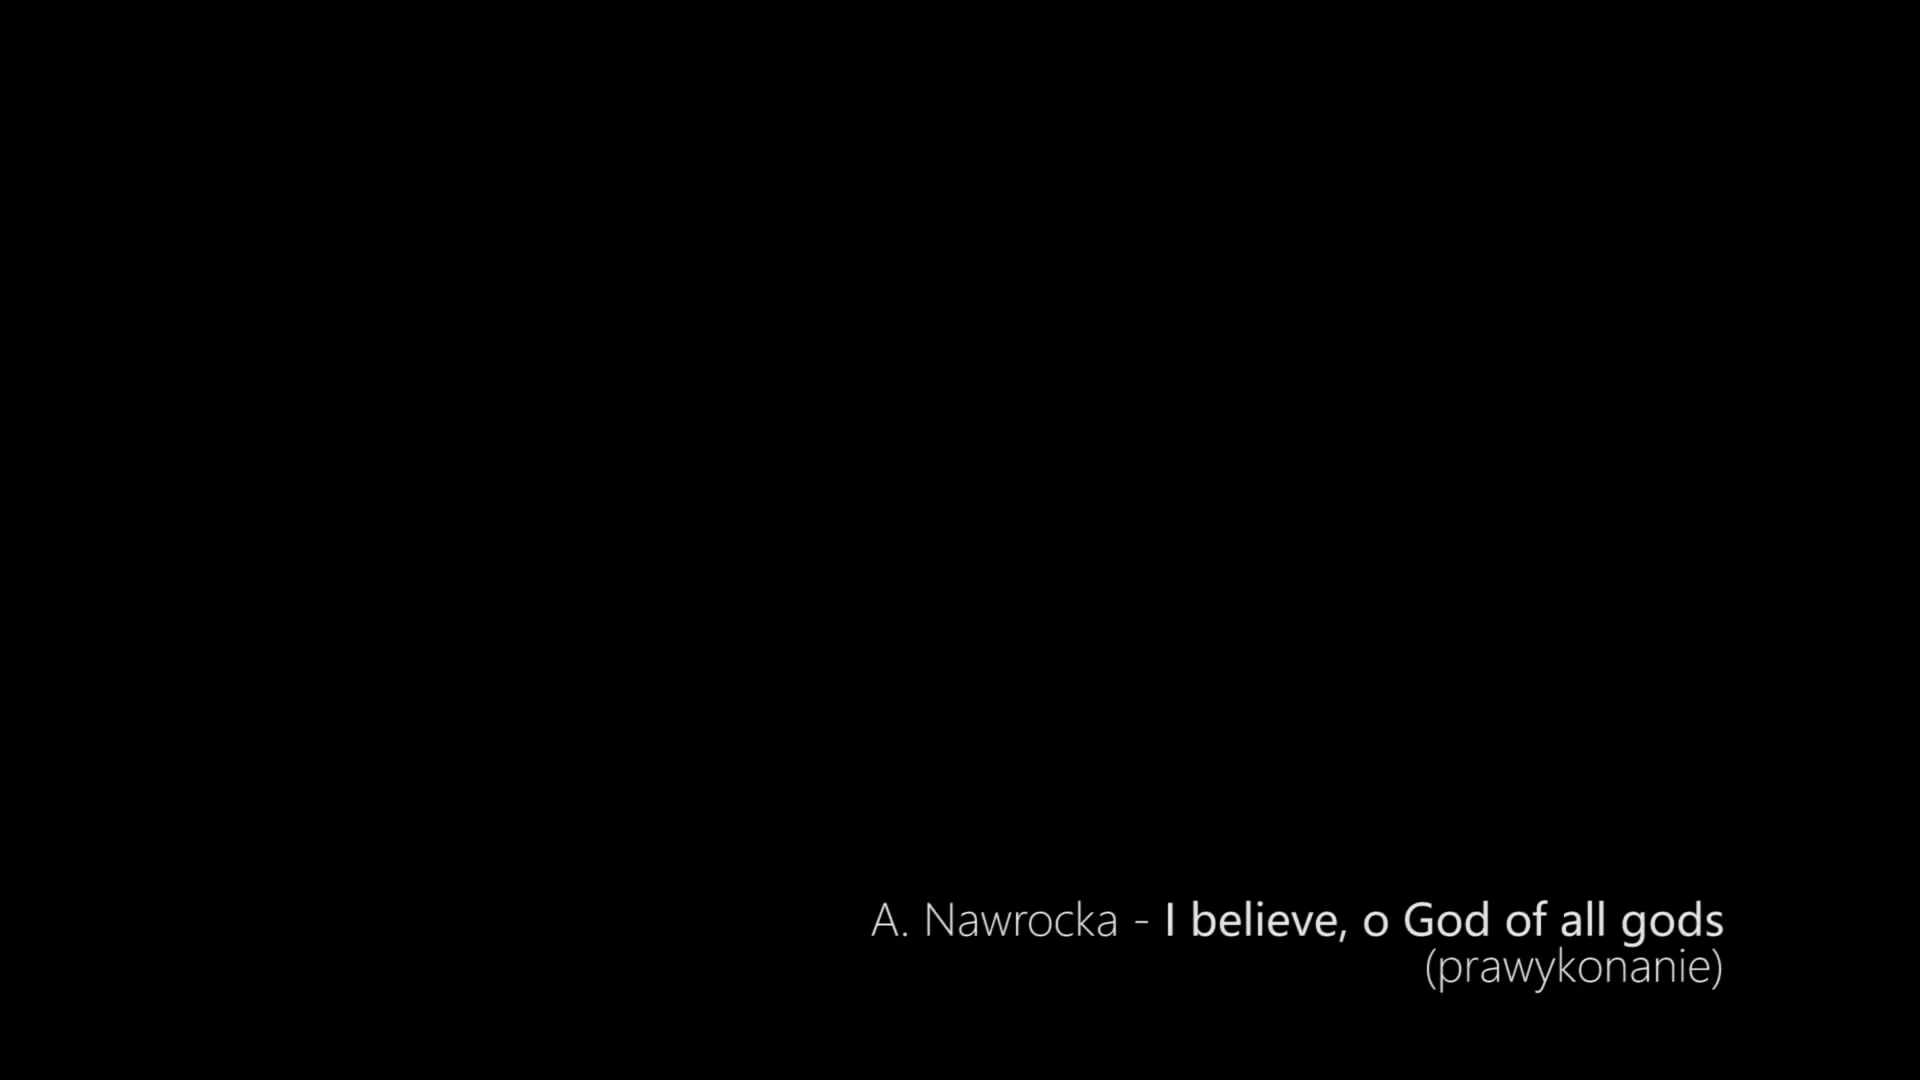 A. Nawrocka - I believe, o God of all gods
(prawykonanie)